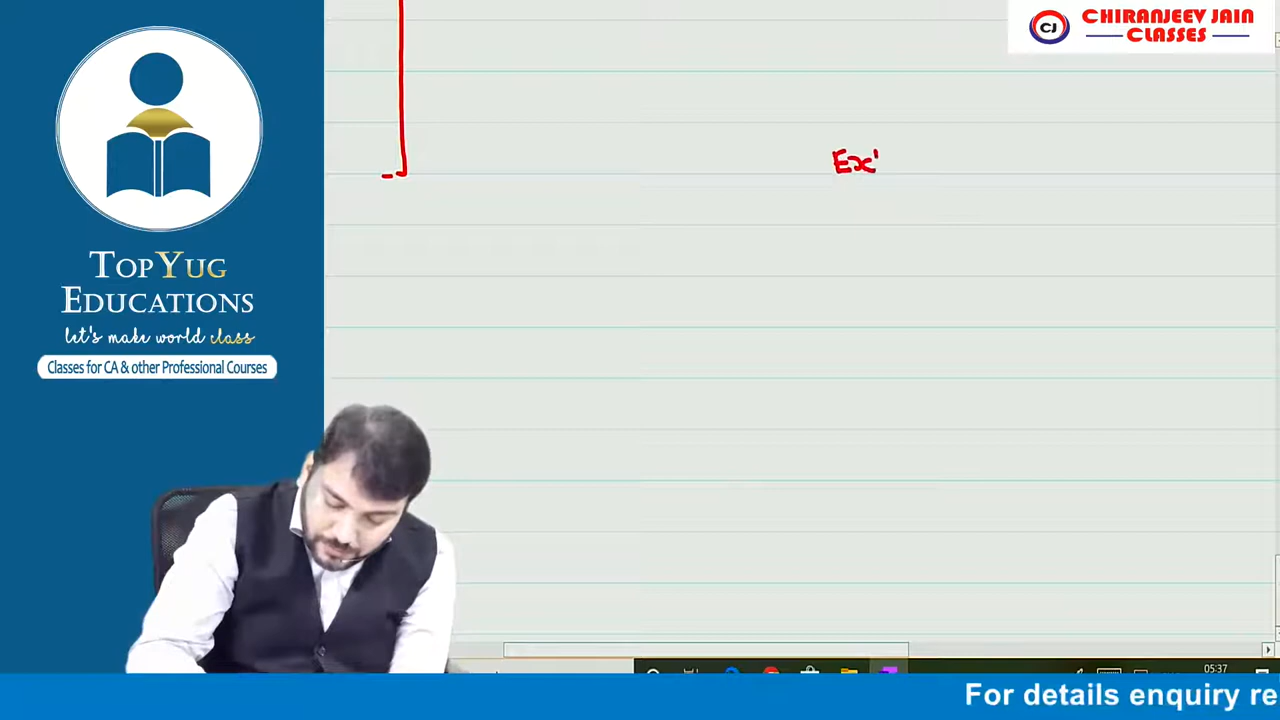 CJ
CHIRANJEEV JAIN
CLASSES
Ex'
TOPYUG
EDUCATIONS
let's make world class
Classes for CA & other Professional Courses
05:37
For details enquiry re